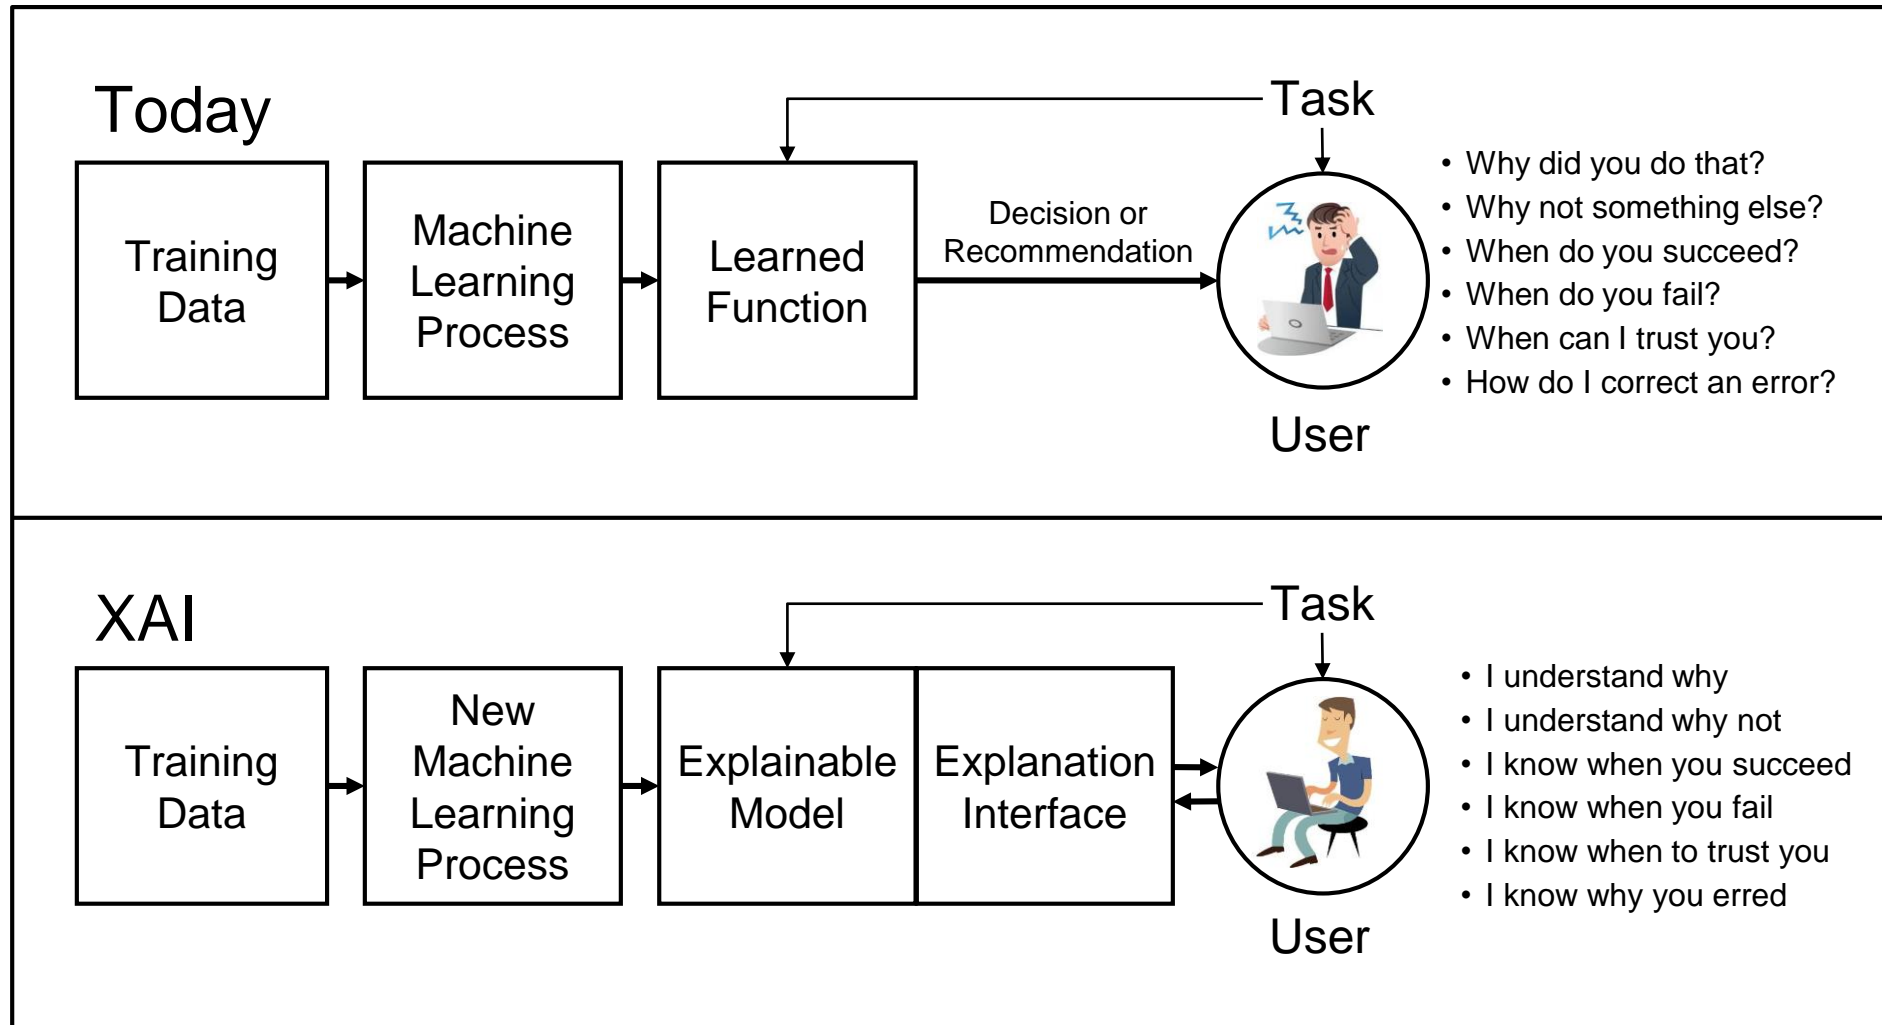 Today
Task
Training
Data
Machine
Learning
Process
Learned
Function
Decision or
Recommendation
User
• Why did you do that?
• Why not something else?
• When do you succeed?
• When do you fail?
• When can I trust you?
• How do I correct an error?
XAI
Task
Training
Data
New
Machine
Learning
Process
Explainable
Model
Explanation
Interface
User
• I understand why
• I understand why not
• I know when you succeed
• I know when you fail
• I know when to trust you
• I know why you erred